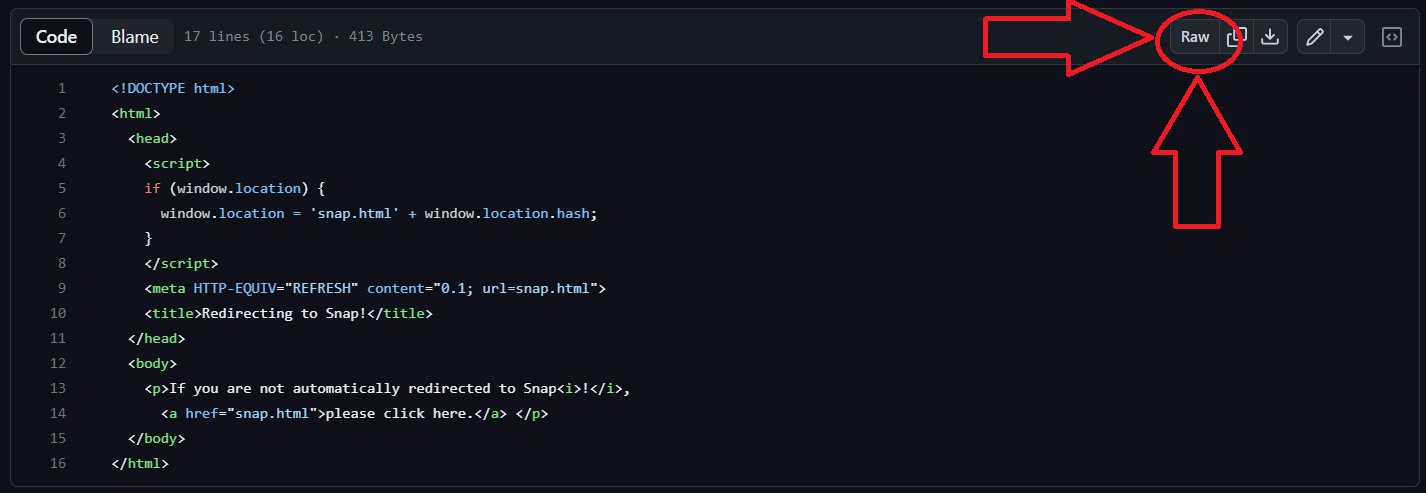 Code Blame 17 lines (16 loc) · 413 Bytes Raw
1 <!DOCTYPE html>
2 <html>
3   <head>
4     <script>
5     if (window.location) {
6       window.location = 'snap.html' + window.location.hash;
7     }
8     </script>
9     <meta HTTP-EQUIV="REFRESH" content="0.1; url=snap.html">
10     <title>Redirecting to Snap!</title>
11   </head>
12   <body>
13     <p>If you are not automatically redirected to Snap<i>!</i>,
14       <a href="snap.html">please click here.</a> </p>
15   </body>
16 </html>